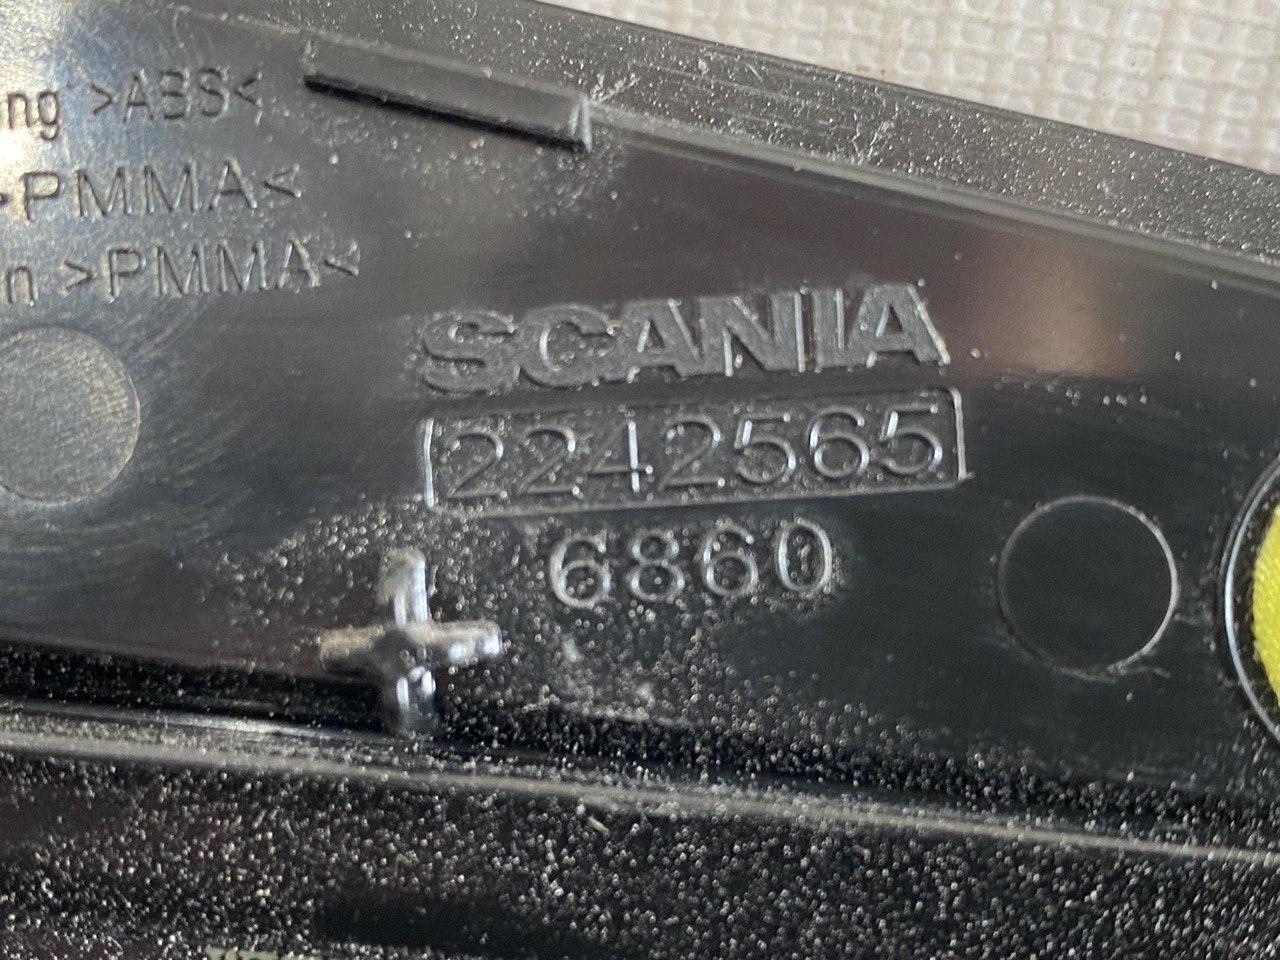 ng >ABS<
>PMMA<
n >PMMA<
SCANIA
2242565
6860